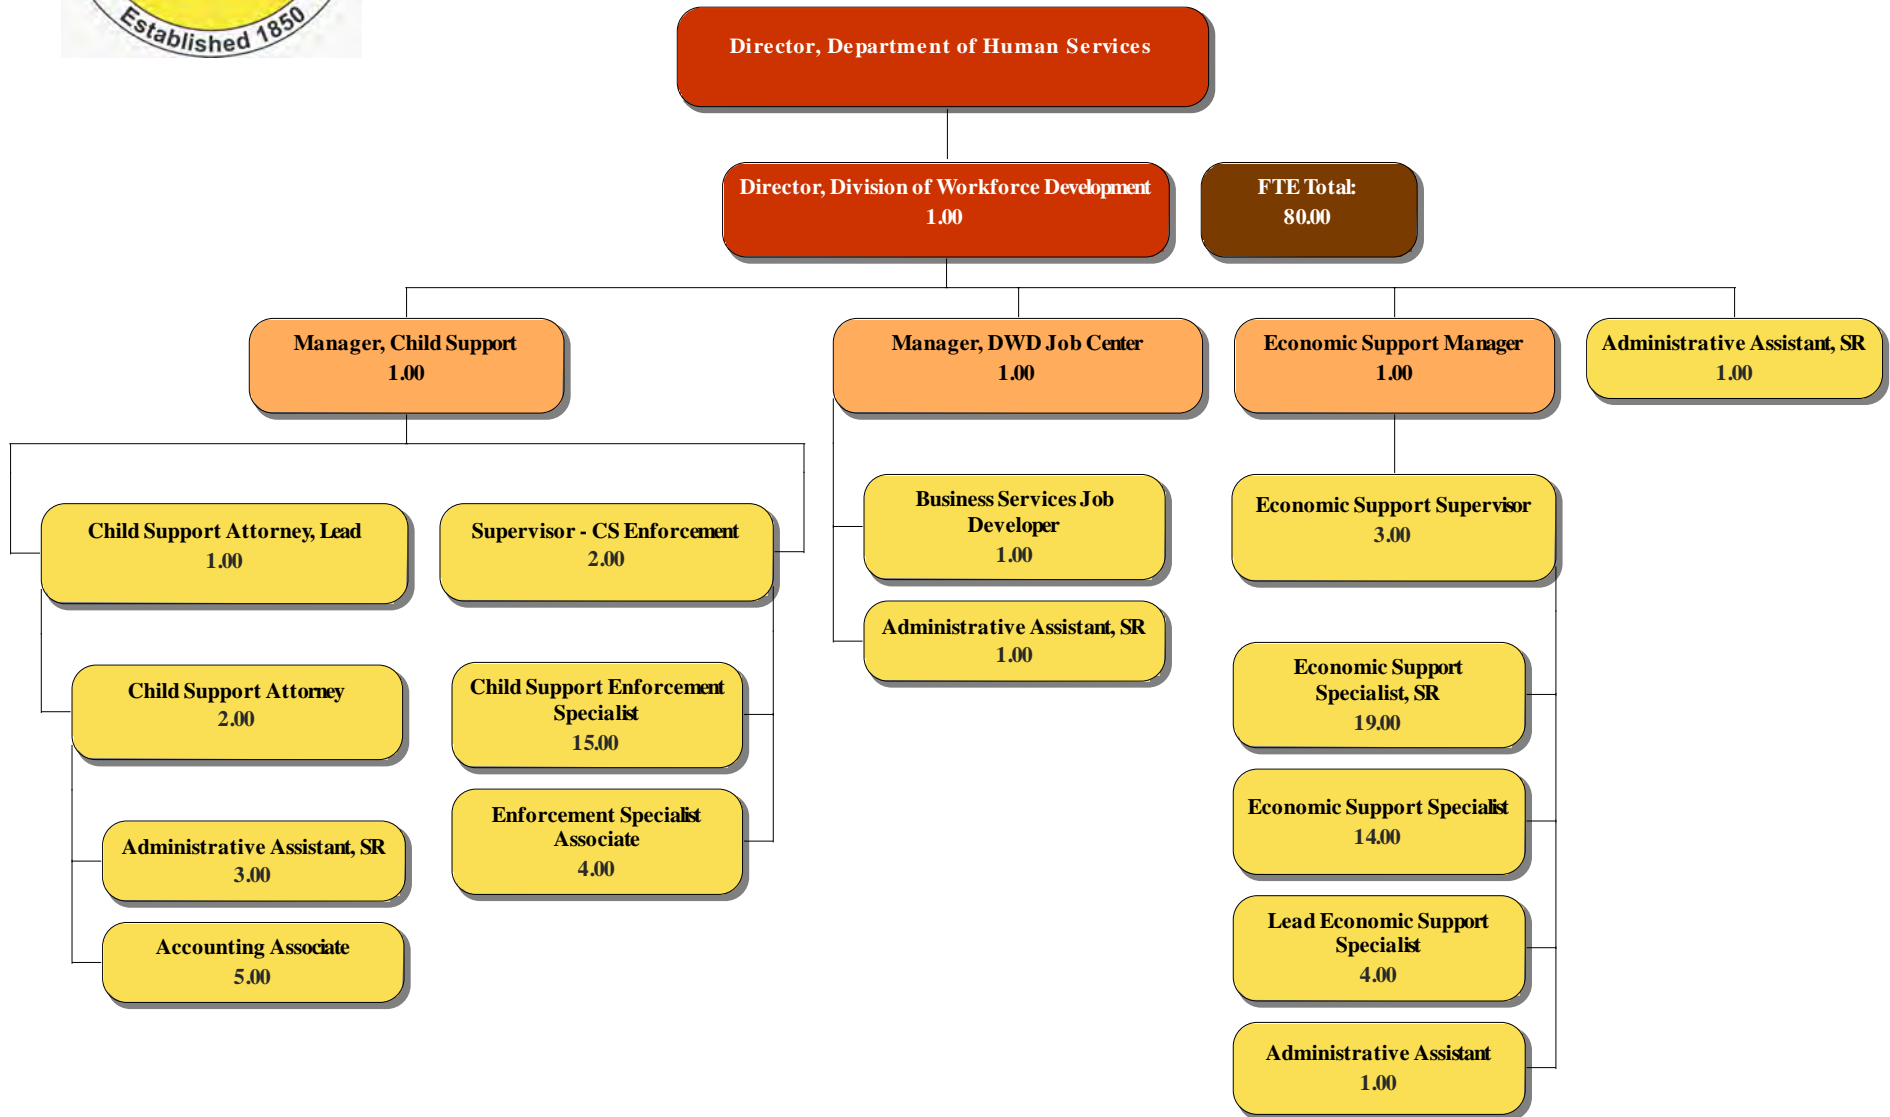 Established 1850
Director, Department of Human Services
Director, Division of Workforce Development
1.00
FTE Total:
80.00
Manager, Child Support
1.00
Manager, DWD Job Center
1.00
Economic Support Manager
1.00
Administrative Assistant, SR
1.00
Child Support Attorney, Lead
1.00
Supervisor - CS Enforcement
2.00
Business Services Job
Developer
1.00
Economic Support Supervisor
3.00
Child Support Attorney
2.00
Child Support Enforcement
Specialist
15.00
Administrative Assistant, SR
1.00
Economic Support
Specialist, SR
19.00
Administrative Assistant, SR
3.00
Enforcement Specialist
Associate
4.00
Economic Support Specialist
14.00
Accounting Associate
5.00
Lead Economic Support
Specialist
4.00
Administrative Assistant
1.00